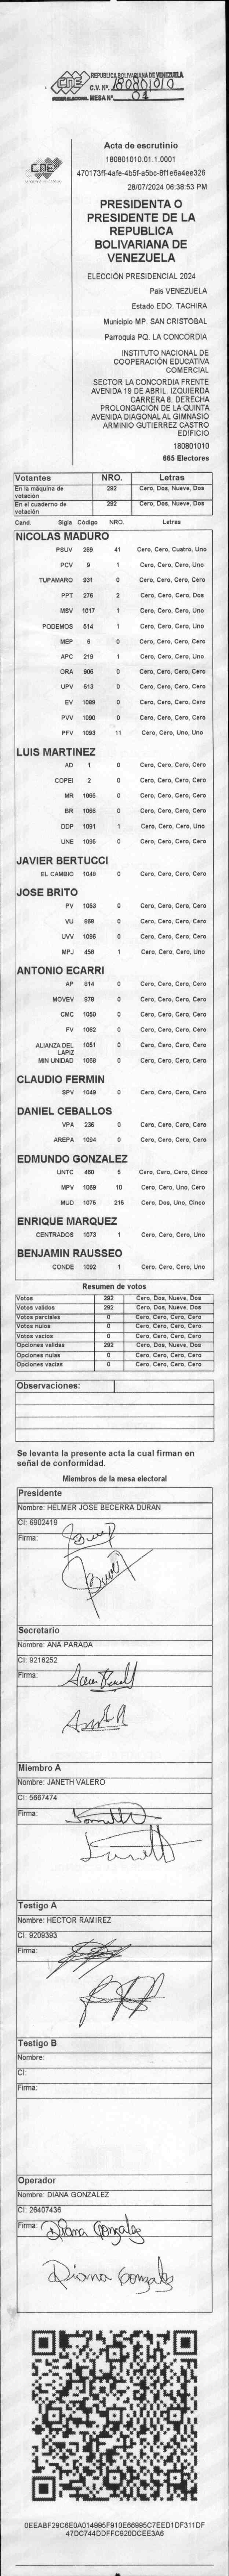 CNE
PODER ELECTORAL
REPUBLICA BOLIVARIANA DE VENEZUELA
C.V. Nº. 180801010
MESA Nº 01
CNE
Acta de escrutinio
180801010.01.1.0001
470173ff-4afe-4b5f-a5bc-8f1e6a4ee326
28/07/2024 06:38:53 PM
PRESIDENTA O
PRESIDENTE DE LA
REPUBLICA
BOLIVARIANA DE
VENEZUELA
ELECCIÓN PRESIDENCIAL 2024
Pais VENEZUELA
Estado EDO. TACHIRA
Municipio MP. SAN CRISTOBAL
Parroquia PQ. LA CONCORDIA
INSTITUTO NACIONAL DE
COOPERACIÓN EDUCATIVA
COMERCIAL
SECTOR LA CONCORDIA FRENTE
AVENIDA 19 DE ABRIL. IZQUIERDA
CARRERA 8. DERECHA
PROLONGACIÓN DE LA QUINTA
AVENIDA DIAGONAL AL GIMNASIO
ARMINIO GUTIERREZ CASTRO
EDIFICIO
180801010
665 Electores
Votantes NRO. Letras
En la máquina de votación 292 Cero, Dos, Nueve, Dos
En el cuaderno de votación 292 Cero, Dos, Nueve, Dos
Cand. Sigla Código NRO. Letras
NICOLAS MADURO
PSUV 269 41 Cero, Cero, Cuatro, Uno
PCV 9 1 Cero, Cero, Cero, Uno
TUPAMARO 931 0 Cero, Cero, Cero, Cero
PPT 276 2 Cero, Cero, Cero, Dos
MSV 1017 1 Cero, Cero, Cero, Uno
PODEMOS 514 1 Cero, Cero, Cero, Uno
MEP 6 0 Cero, Cero, Cero, Cero
APC 219 1 Cero, Cero, Cero, Uno
ORA 906 0 Cero, Cero, Cero, Cero
UPV 613 0 Cero, Cero, Cero, Cero
EV 1089 0 Cero, Cero, Cero, Cero
PVV 1090 0 Cero, Cero, Cero, Cero
PFV 1093 11 Cero, Cero, Uno, Uno
LUIS MARTINEZ
AD 1 0 Cero, Cero, Cero, Cero
COPEI 2 0 Cero, Cero, Cero, Cero
MR 1065 0 Cero, Cero, Cero, Cero
BR 1066 0 Cero, Cero, Cero, Cero
DDP 1091 1 Cero, Cero, Cero, Uno
UNE 1095 0 Cero, Cero, Cero, Cero
JAVIER BERTUCCI
EL CAMBIO 1048 0 Cero, Cero, Cero, Cero
JOSE BRITO
PV 1053 0 Cero, Cero, Cero, Cero
VU 969 0 Cero, Cero, Cero, Cero
UVV 1096 0 Cero, Cero, Cero, Cero
MPJ 456 1 Cero, Cero, Cero, Uno
ANTONIO ECARRI
AP 814 0 Cero, Cero, Cero, Cero
MOVEV 979 0 Cero, Cero, Cero, Cero
CMC 1050 0 Cero, Cero, Cero, Cero
FV 1062 0 Cero, Cero, Cero, Cero
ALIANZA DEL LAPIZ 1051 0 Cero, Cero, Cero, Cero
MIN UNIDAD 1068 0 Cero, Cero, Cero, Cero
CLAUDIO FERMIN
SPV 1049 0 Cero, Cero, Cero, Cero
DANIEL CEBALLOS
VPA 236 0 Cero, Cero, Cero, Cero
AREPA 1094 0 Cero, Cero, Cero, Cero
EDMUNDO GONZALEZ
UNTC 460 5 Cero, Cero, Cero, Cinco
MPV 1069 10 Cero, Cero, Uno, Cero
MUD 1075 215 Cero, Dos, Uno, Cinco
ENRIQUE MARQUEZ
CENTRADOS 1073 1 Cero, Cero, Cero, Uno
BENJAMIN RAUSSEO
CONDE 1092 1 Cero, Cero, Cero, Uno
Resumen de votos
Votos 292 Cero, Dos, Nueve, Dos
Votos validos 292 Cero, Dos, Nueve, Dos
Votos parciales 0 Cero, Cero, Cero, Cero
Votos nulos 0 Cero, Cero, Cero, Cero
Votos vacios 0 Cero, Cero, Cero, Cero
Opciones validas 292 Cero, Dos, Nueve, Dos
Opciones nulas 0 Cero, Cero, Cero, Cero
Opciones vacias 0 Cero, Cero, Cero, Cero
Observaciones:
Se levanta la presente acta la cual firman en
señal de conformidad.
Miembros de la mesa electoral
Presidente
Nombre: HELMER JOSE BECERRA DURAN
CI: 6902419
Firma:
Secretario
Nombre: ANA PARADA
CI: 9216252
Firma:
Miembro A
Nombre: JANETH VALERO
CI: 5667474
Firma:
Testigo A
Nombre: HECTOR RAMIREZ
CI: 9209393
Firma:
Testigo B
Nombre:
CI:
Firma:
Operador
Nombre: DIANA GONZALEZ
CI: 26407436
Firma: Diana Gonzalez
Diana Gonzalez
0EEABF29C6E0A014995F910E66995C7EED1DF311DF
47DC744DDFFC920DCEE3A6